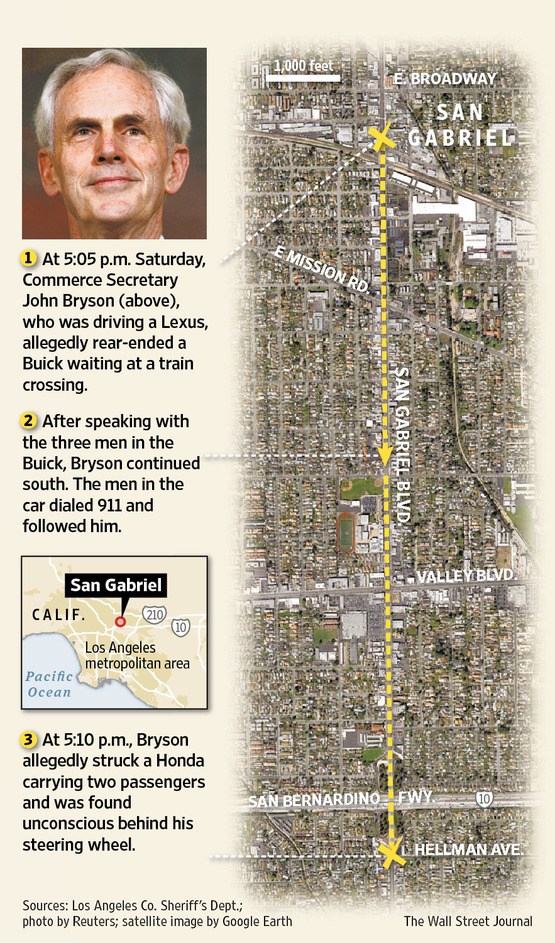 1,000 feet
E. BROADWAY
SAN
GABRIEL
1 At 5:05 p.m. Saturday,
Commerce Secretary
John Bryson (above),
who was driving a Lexus,
allegedly rear-ended a
Buick waiting at a train
crossing.
E MISSION RD.
2 After speaking with
the three men in the
Buick, Bryson continued
south. The men in the
car dialed 911 and
followed him.
SAN GABRIEL BLVD.
VALLEY BLVD.
San Gabriel
CALIF.
210
10
Los Angeles
metropolitan area
Pacific
Ocean
3 At 5:10 p.m., Bryson
allegedly struck a Honda
carrying two passengers
and was found
unconscious behind his
steering wheel.
SAN BERNARDINO FWY. 10
HELLMAN AVE.
Sources: Los Angeles Co. Sheriff's Dept.;
photo by Reuters; satellite image by Google Earth
The Wall Street Journal